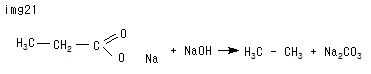 img21
H₃C CH₂ C O O Na + NaOH → H₃C - CH₃ + Na₂CO₃